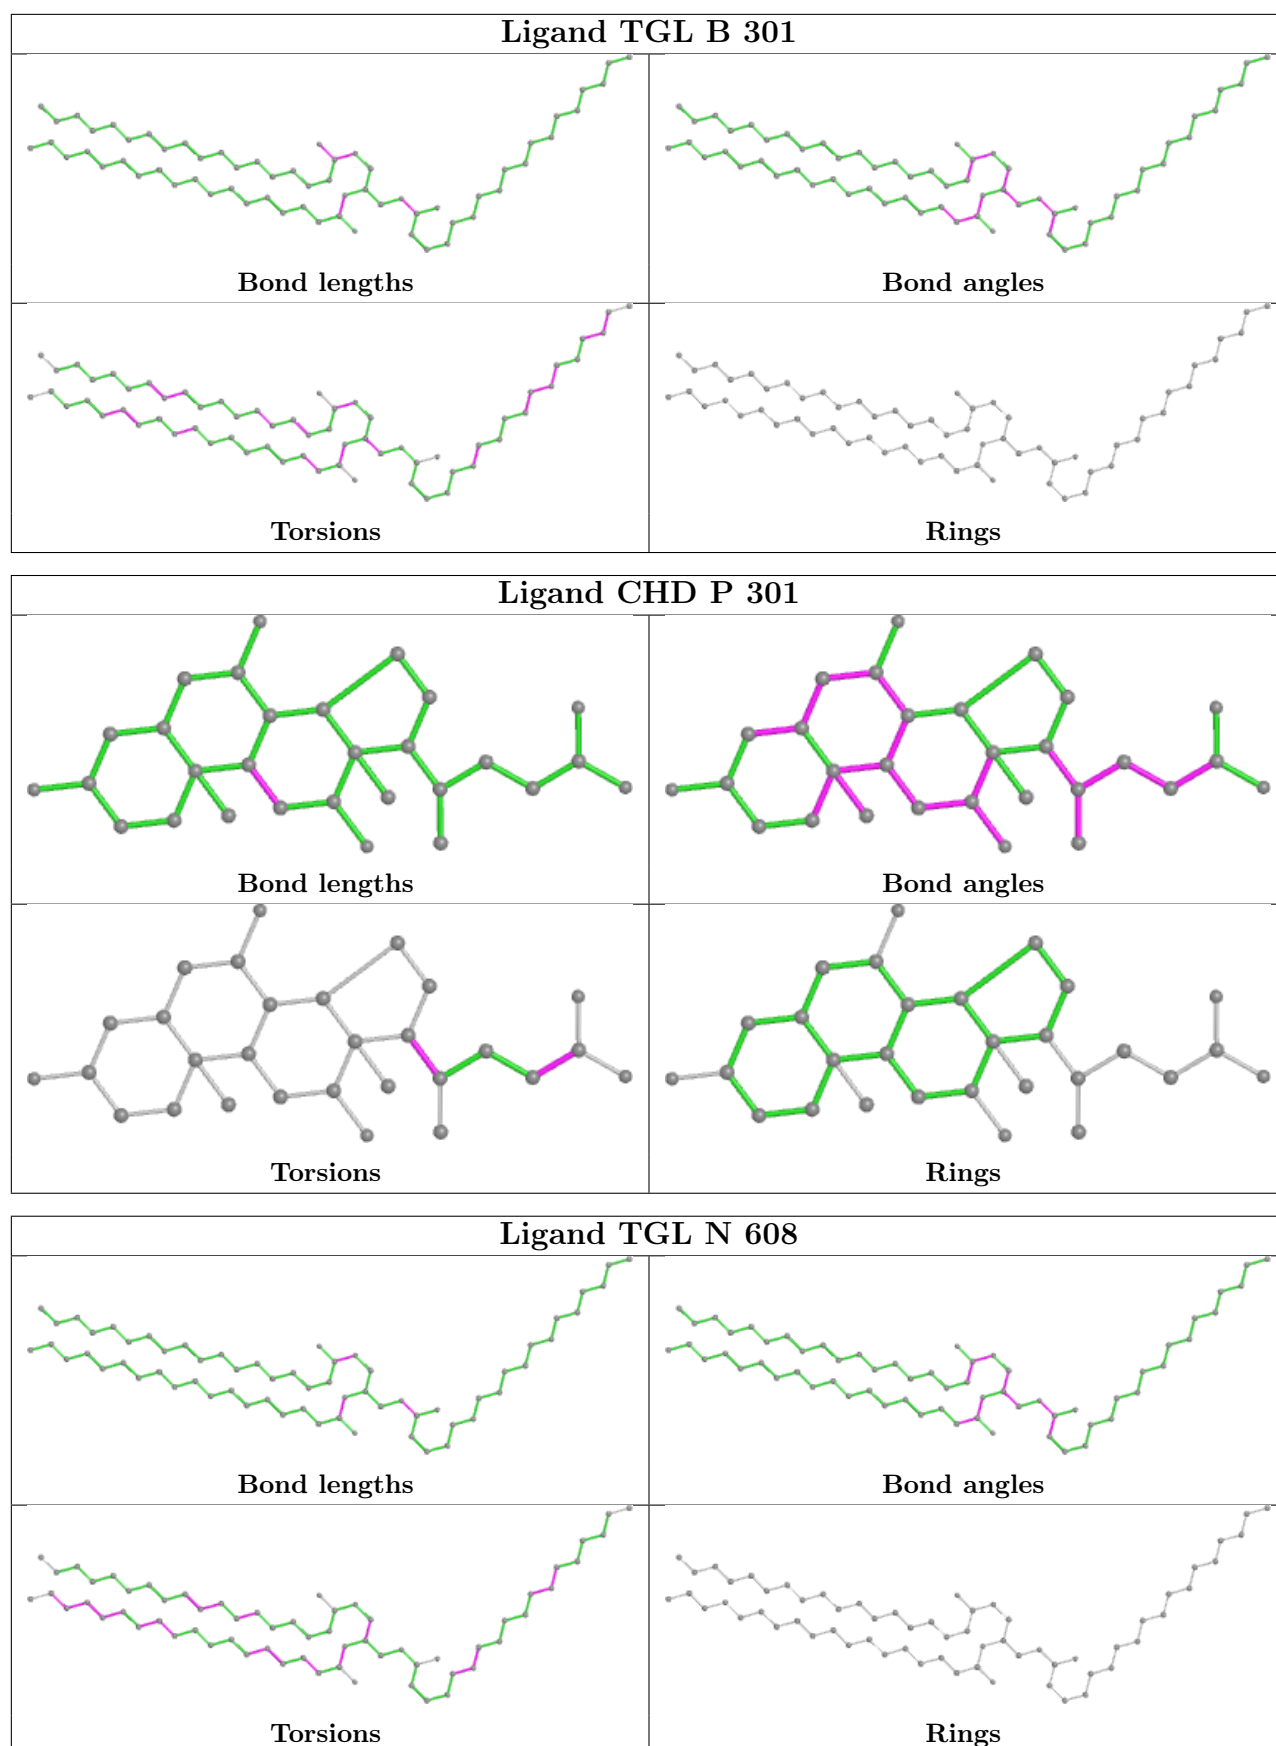 Ligand TGL B 301
Bond lengths
Bond angles
Torsions
Rings
Ligand CHD P 301
Bond lengths
Bond angles
Torsions
Rings
Ligand TGL N 608
Bond lengths
Bond angles
Torsions
Rings